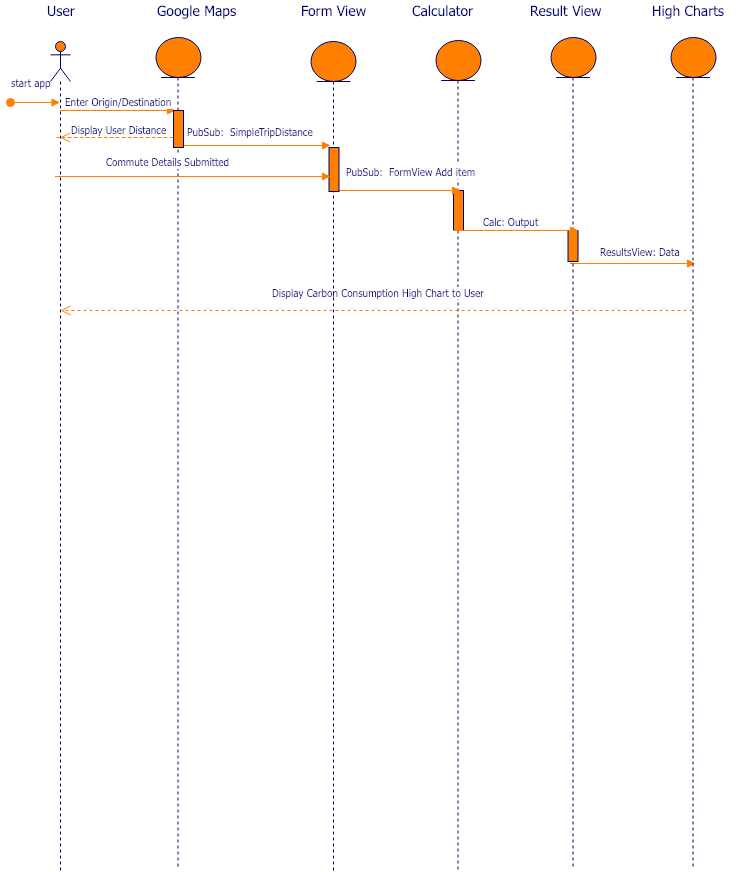 User
Google Maps
Form View
Calculator
Result View
High Charts
start app
Enter Origin/Destination
Display User Distance
PubSub:  SimpleTripDistance
Commute Details Submitted
PubSub:  FormView Add item
Calc: Output
ResultsView: Data
Display Carbon Consumption High Chart to User